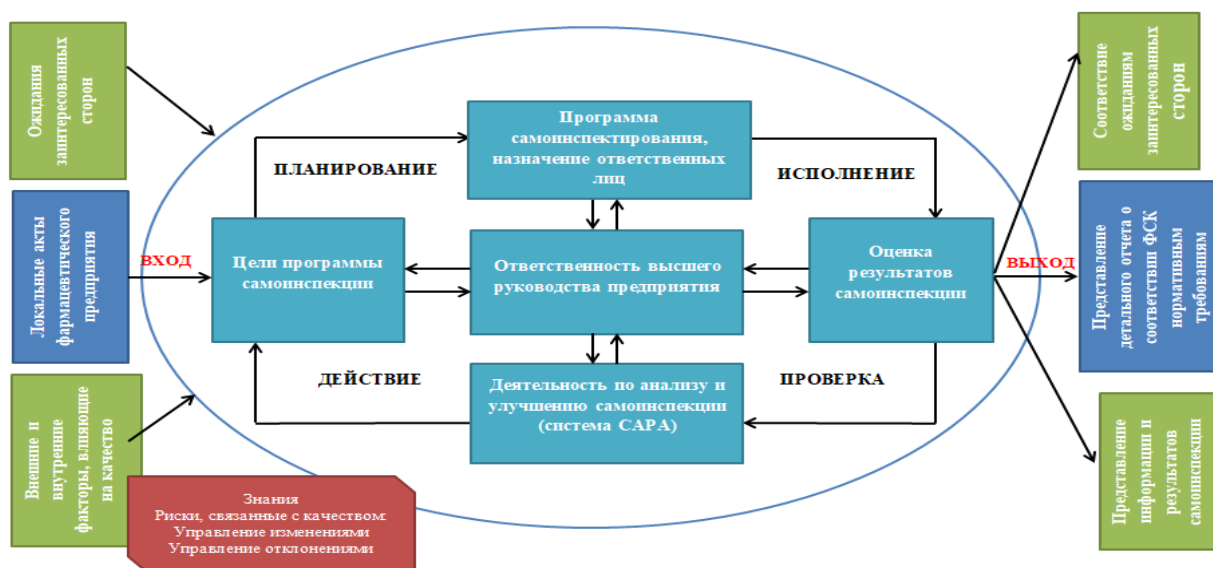 Ожидания
заинтересованных
сторон
Локальные акты
фармацевтического
предприятия
Внешние и
внутренние
факторы, влияющие
на качество
ВХОД
Программа
самоинспектирования,
назначение ответственных
лиц
ПЛАНИРОВАНИЕ
ИСПОЛНЕНИЕ
Цели программы
самоинспекции
Ответственность высшего
руководства предприятия
Оценка
результатов
самоинспекции
ДЕЙСТВИЕ
ПРОВЕРКА
Деятельность по анализу и
улучшению самоинспекции
(система САРА)
Знания
Риски, связанные с качеством:
Управление изменениями
Управление отклонениями
ВЫХОД
Соответствие
ожиданиям
заинтересованных
сторон
Представление
детального отчета о
соответствии ФСК
нормативным
требованиям
Представление
информации и
результатов
самоинспекции